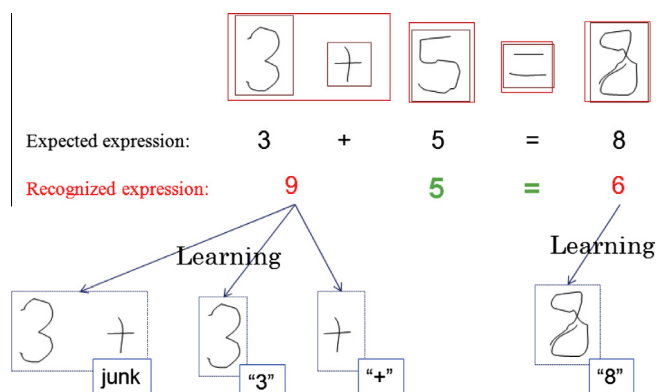 3 + 5 = 8
Expected expression: 3 + 5 = 8
Recognized expression: 9 5 = 6
Learning Learning
3 + 3 + 8
junk “3” “+” “8”